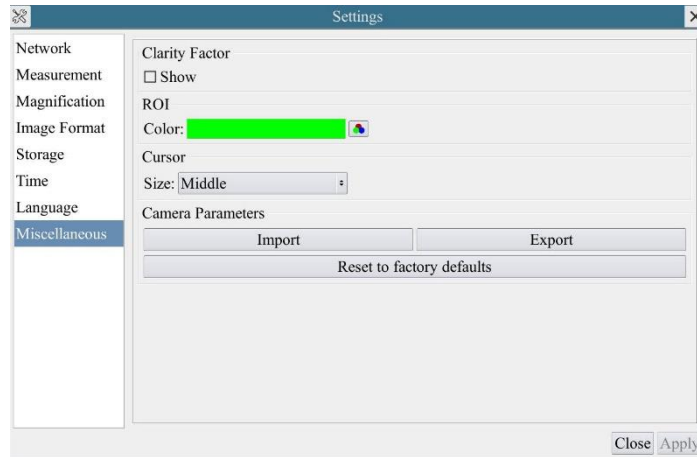 Settings
Network
Measurement
Magnification
Image Format
Storage
Time
Language
Miscellaneous
Clarity Factor
Show
ROI
Color:
Cursor
Size: Middle
Camera Parameters
Import Export
Reset to factory defaults
Close Apply